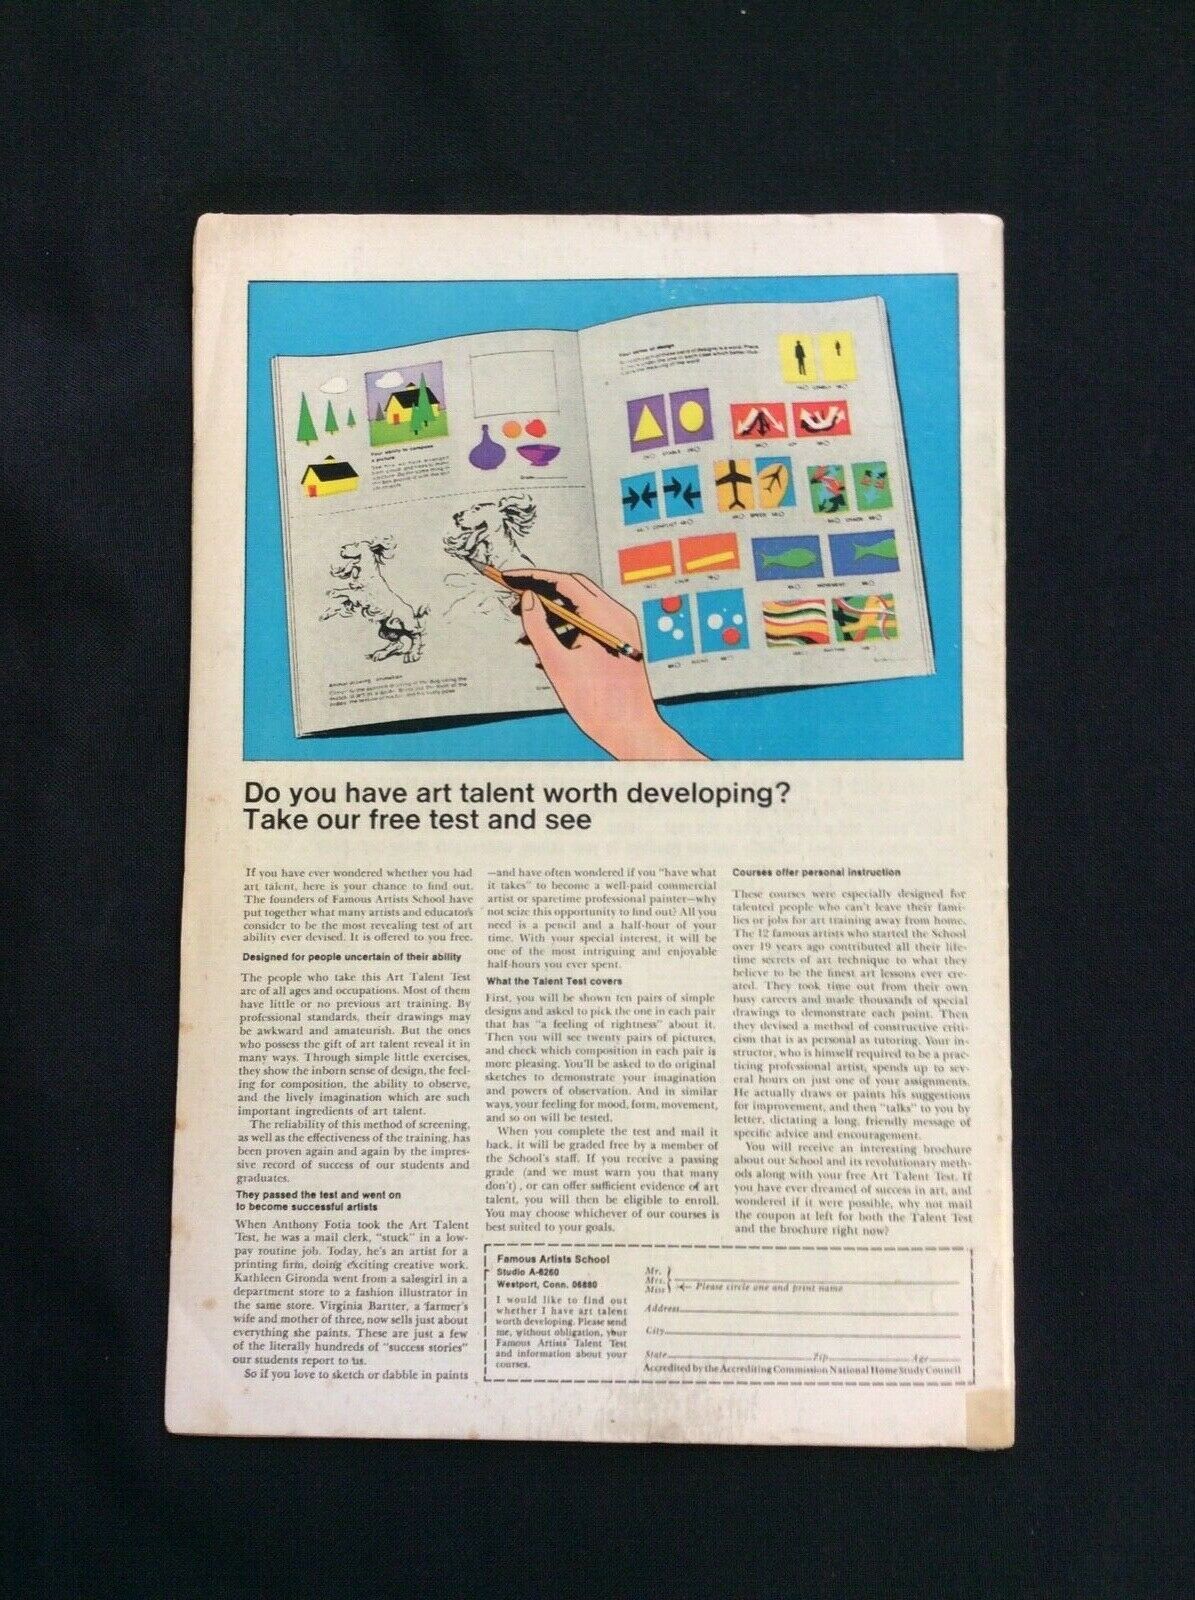 Your ability to compose
a picture
Your sense of design
Animal drawing
Do you have art talent worth developing?
Take our free test and see
If you have ever wondered whether you had
art talent, here is your chance to find out.
The founders of Famous Artists School have
put together what many artists and educators
consider to be the most revealing test of art
ability ever devised. It is offered to you free.
Designed for people uncertain of their ability
The people who take this Art Talent Test
are of all ages and occupations. Most of them
have little or no previous art training. By
professional standards, their drawings may
be awkward and amateurish. But the ones
who possess the gift of art talent reveal it in
many ways. Through simple little exercises,
they show the inborn sense of design, the feel-
ing for composition, the ability to observe,
and the lively imagination which are such
important ingredients of art talent.
The reliability of this method of screening,
as well as the effectiveness of the training, has
been proven again and again by the impres-
sive record of success of our students and
graduates.
They passed the test and went on
to become successful artists
When Anthony Fotia took the Art Talent
Test, he was a mail clerk, "stuck" in a low-
pay routine job. Today, he's an artist for a
printing firm, doing exciting creative work.
Kathleen Gironda went from a salesgirl in a
department store to a fashion illustrator in
the same store. Virginia Bartter, a farmer's
wife and mother of three, now sells just about
everything she paints. These are just a few
of the literally hundreds of "success stories"
our students report to us.
So if you love to sketch or dabble in paints
—and have often wondered if you "have what
it takes" to become a well-paid commercial
artist or sparetime professional painter—why
not seize this opportunity to find out? All you
need is a pencil and a half-hour of your
time. With your special interest, it will be
one of the most intriguing and enjoyable
half-hours you ever spent.
What the Talent Test covers
First, you will be shown ten pairs of simple
designs and asked to pick the one in each pair
that has "a feeling of rightness" about it.
Then you will see twenty pairs of pictures,
and check which composition in each pair is
more pleasing. You'll be asked to do original
sketches to demonstrate your imagination
and powers of observation. And in similar
ways, your feeling for mood, form, movement,
and so on will be tested.
When you complete the test and mail it
back, it will be graded free by a member of
the School's staff. If you receive a passing
grade (and we must warn you that many
don't), or can offer sufficient evidence of art
talent, you will then be eligible to enroll.
You may choose whichever of our courses is
best suited to your goals.
Courses offer personal instruction
These courses were especially designed for
talented people who can't leave their fami-
lies or jobs for art training away from home.
The 12 famous artists who started the School
over 19 years ago contributed all their life-
time secrets of art technique to what they
believe to be the finest art lessons ever cre-
ated. They took time out from their own
busy careers and made thousands of special
drawings to demonstrate each point. Then
they devised a method of constructive criti-
cism that is as personal as tutoring. Your in-
structor, who is himself required to be a prac-
ticing professional artist, spends up to sev-
eral hours on just one of your assignments.
He actually draws or paints his suggestions
for improvement, and then "talks" to you by
letter, dictating a long, friendly message of
specific advice and encouragement.
You will receive an interesting brochure
about our School and its revolutionary meth-
ods along with your free Art Talent Test. If
you have ever dreamed of success in art, and
wondered if it were possible, why not mail
the coupon at left for both the Talent Test
and the brochure right now?
Famous Artists School
Studio A-6260
Westport, Conn. 06880
I would like to find out
whether I have art talent
worth developing. Please send
me, without obligation, your
Famous Artists Talent Test
and information about your
courses.
Mr.
Mrs.
Miss
Please circle one and print name
Address
City
State Zip Age
Accredited by the Accrediting Commission National Home Study Council